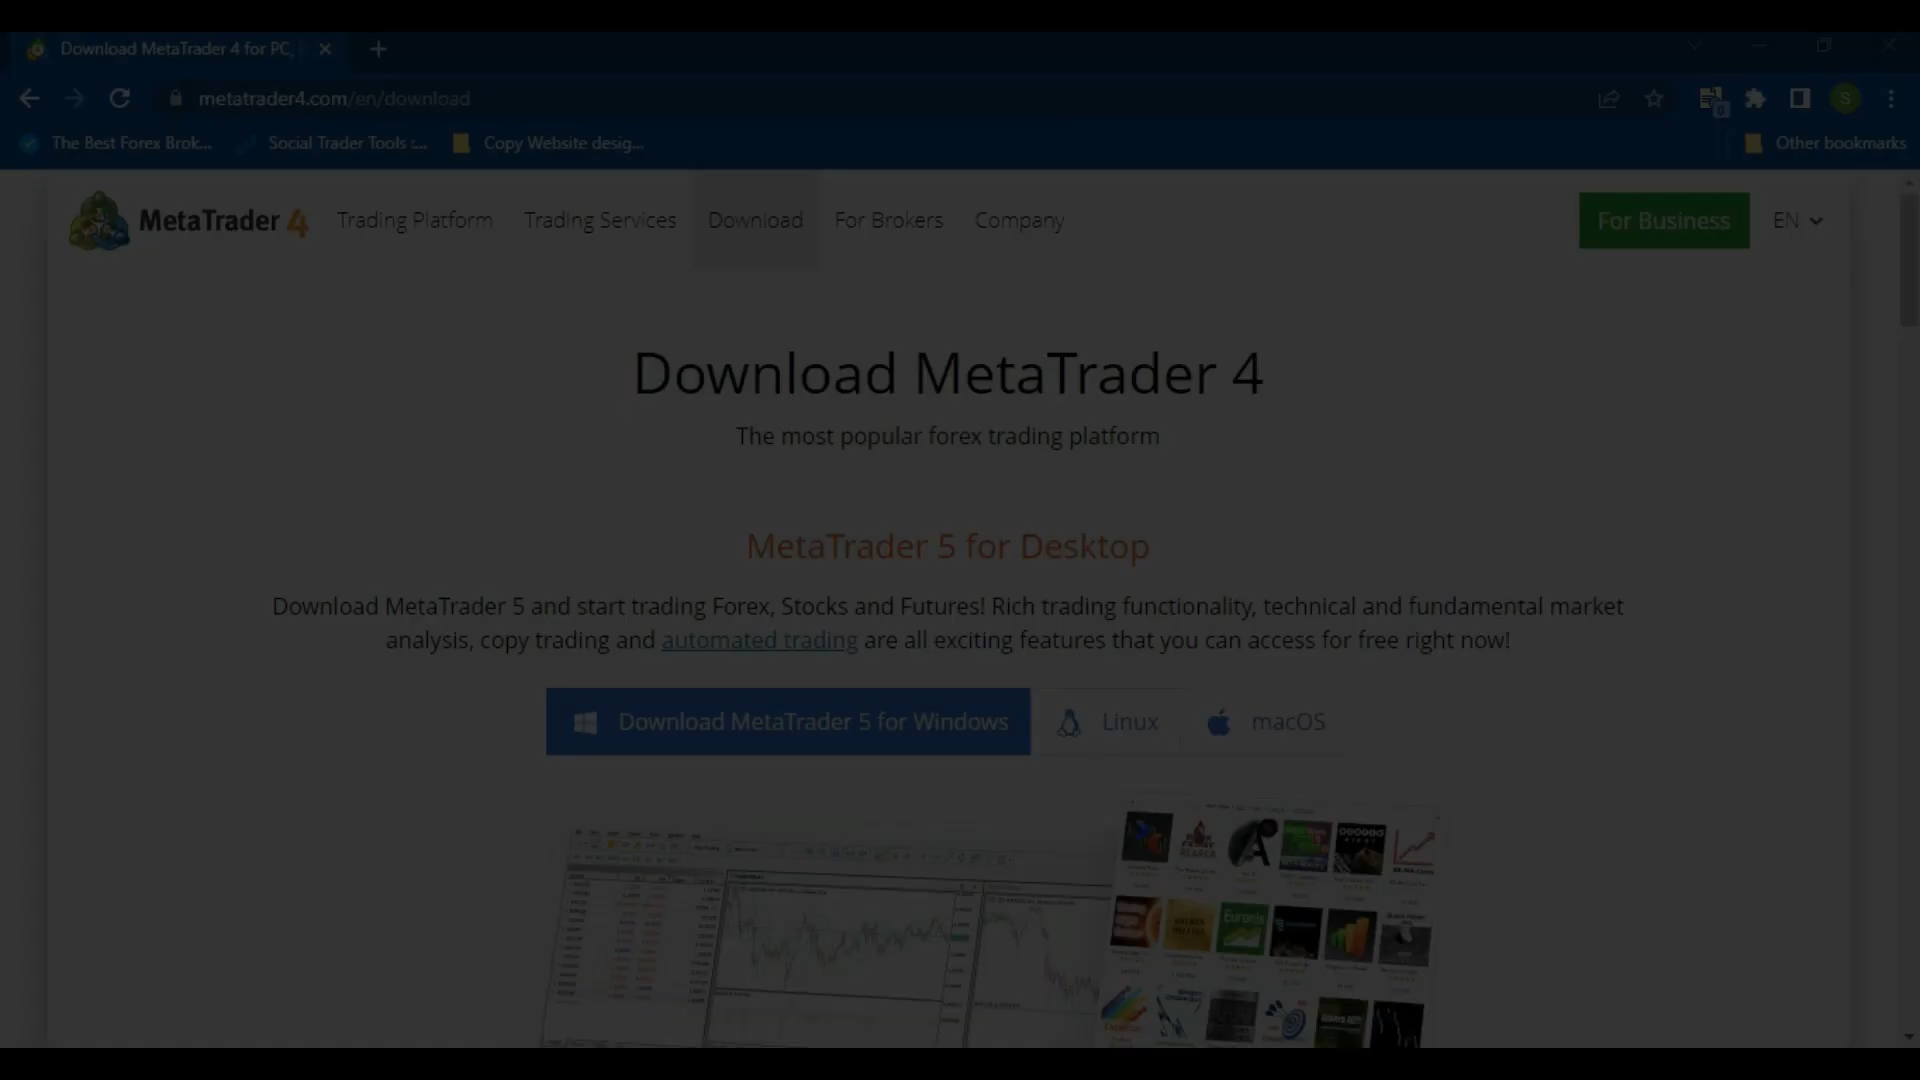 Download MetaTrader 4 for PC,
metatrader4.com/en/download
The Best Forex Brok...
Social Trader Tools :...
Copy Website desig...
Other bookmarks
MetaTrader 4
Trading Platform
Trading Services
Download
For Brokers
Company
For Business
EN
Download MetaTrader 4
The most popular forex trading platform
MetaTrader 5 for Desktop
Download MetaTrader 5 and start trading Forex, Stocks and Futures! Rich trading functionality, technical and fundamental market
analysis, copy trading and automated trading are all exciting features that you can access for free right now!
Download MetaTrader 5 for Windows
Linux
macOS